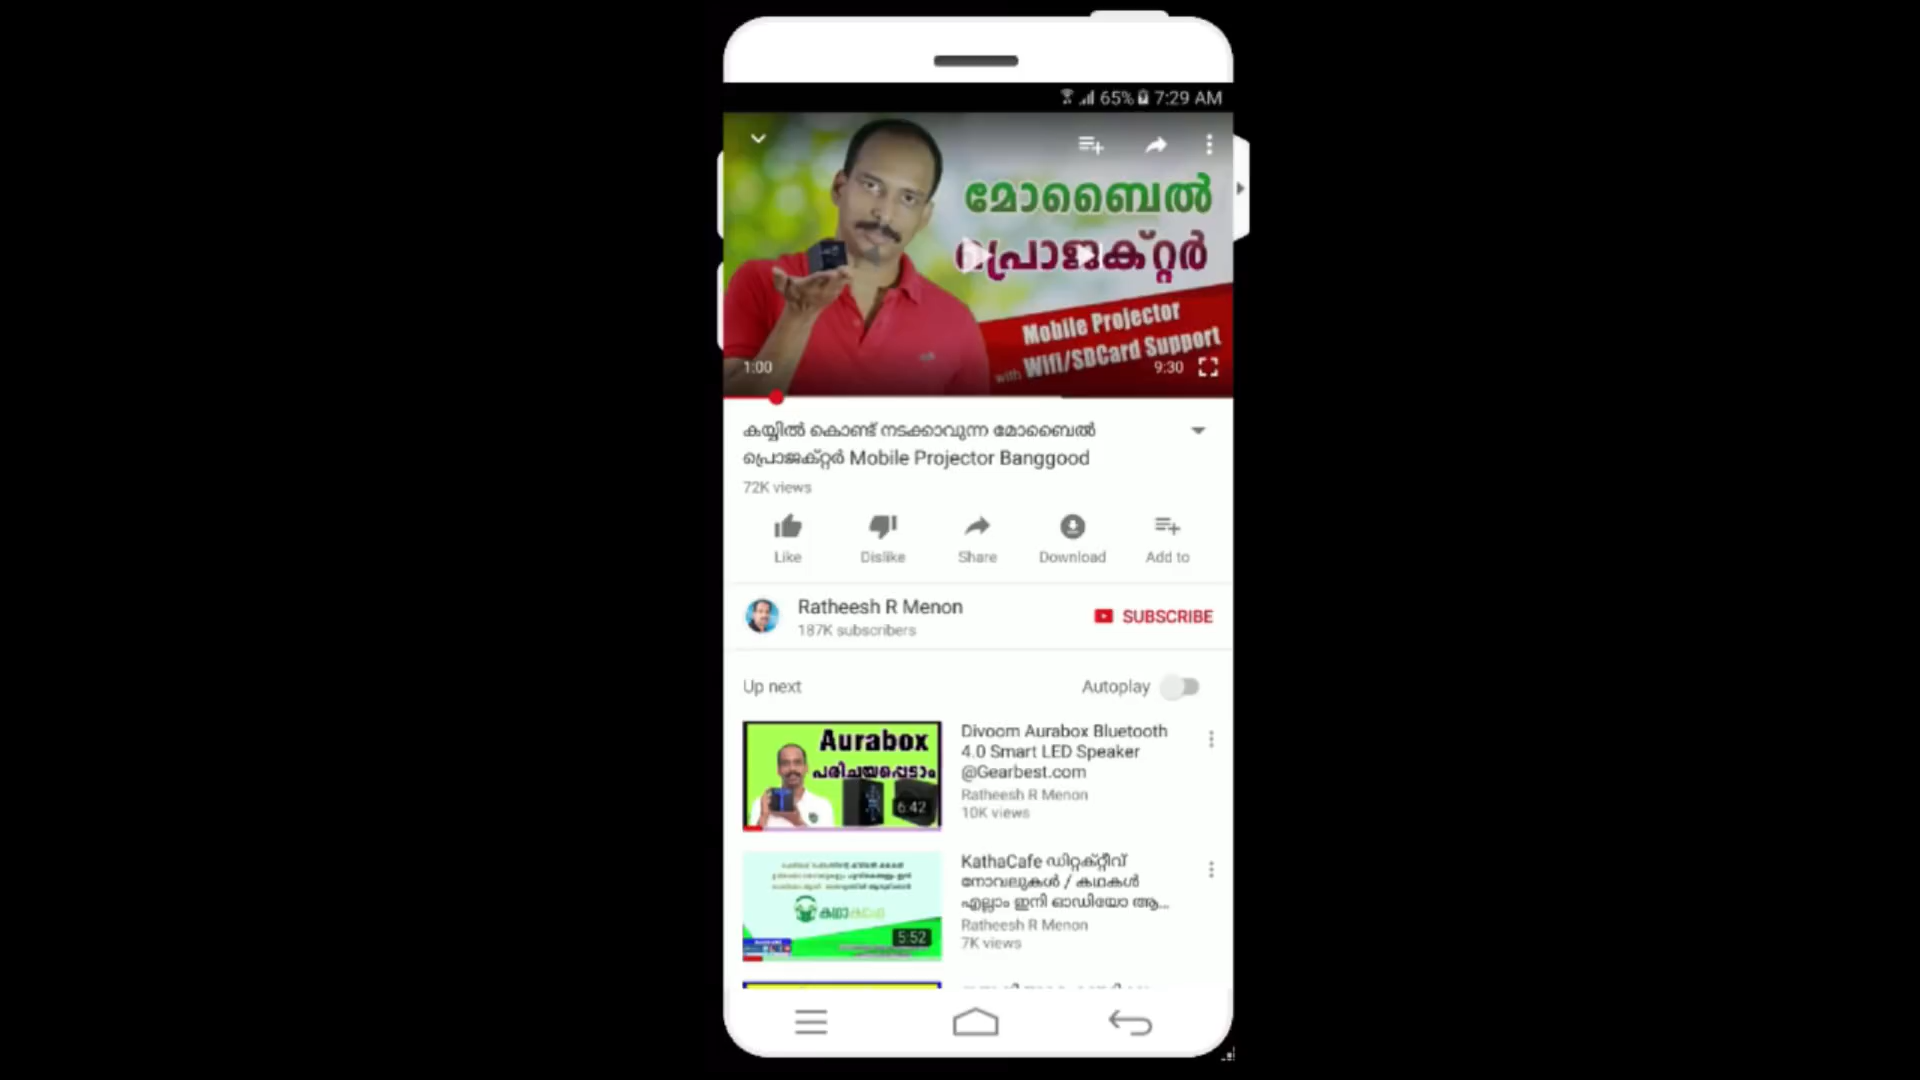 65% 7:29 AM
മോബൈൽ
പ്രൊജക്റ്റർ
Mobile Projector
with Wifi/SDCard Support
1:00
9:30
കയ്യിൽ കൊണ്ട് നടക്കാവുന്ന മോബൈൽ
പ്രൊജക്റ്റർ Mobile Projector Banggood
72K views
Like
Dislike
Share
Download
Add to
Ratheesh R Menon
187K subscribers
SUBSCRIBE
Up next
Autoplay
Aurabox
പരിചയപ്പെടാം
6:42
Divoom Aurabox Bluetooth
4.0 Smart LED Speaker
@Gearbest.com
Ratheesh R Menon
10K views
5:52
KathaCafe ഡിറ്റക്റ്റീവ്
നോവലുകൾ / കഥകൾ
എല്ലാം ഇനി ഓഡിയോ ആ...
Ratheesh R Menon
7K views